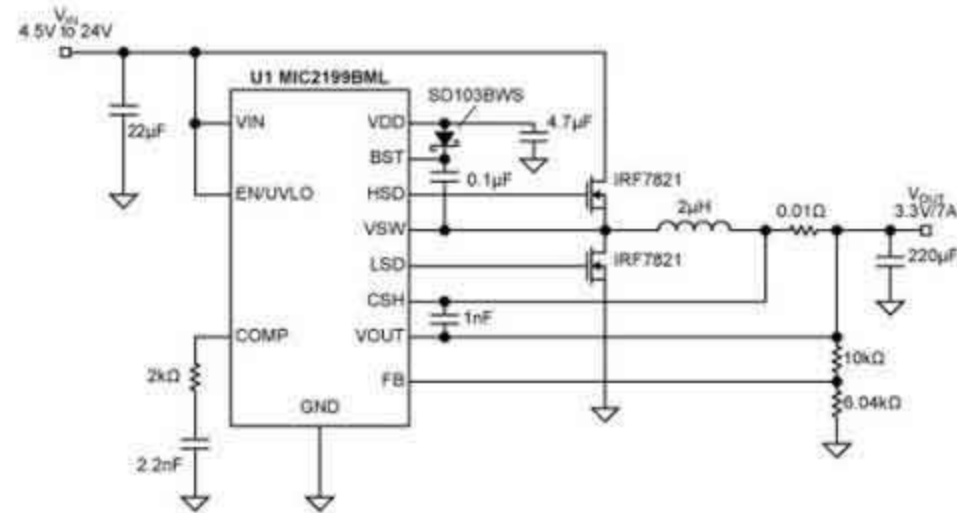 VIN
4.5V to 24V
U1 MIC2199BML
SD103BWS
22µF
VIN
VDD
4.7µF
BST
0.1µF
EN/UVLO
HSD
IRF7821
VSW
2µH
0.01Ω
VOUT
3.3V/7A
LSD
IRF7821
220µF
CSH
1nF
COMP
VOUT
2kΩ
10kΩ
FB
6.04kΩ
GND
2.2nF